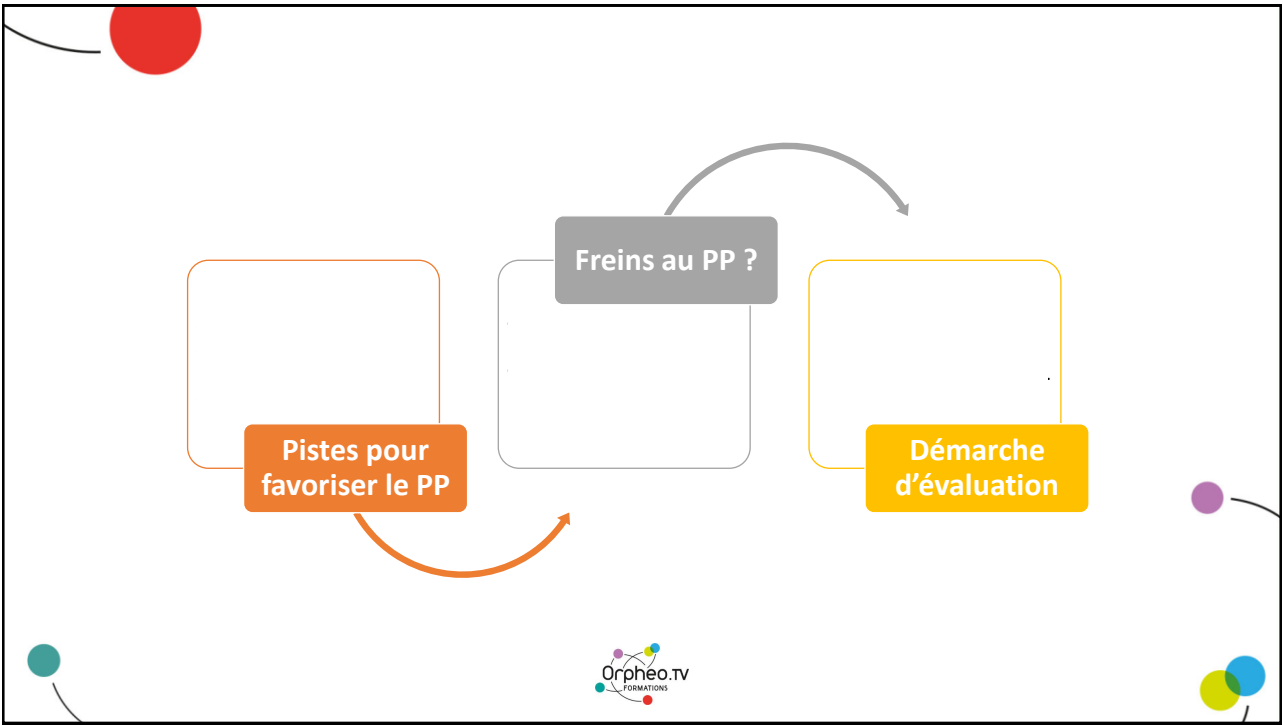 Freins au PP ?
Pistes pour
favoriser le PP
Démarche
d'évaluation
Orpheo.TV
FORMATIONS